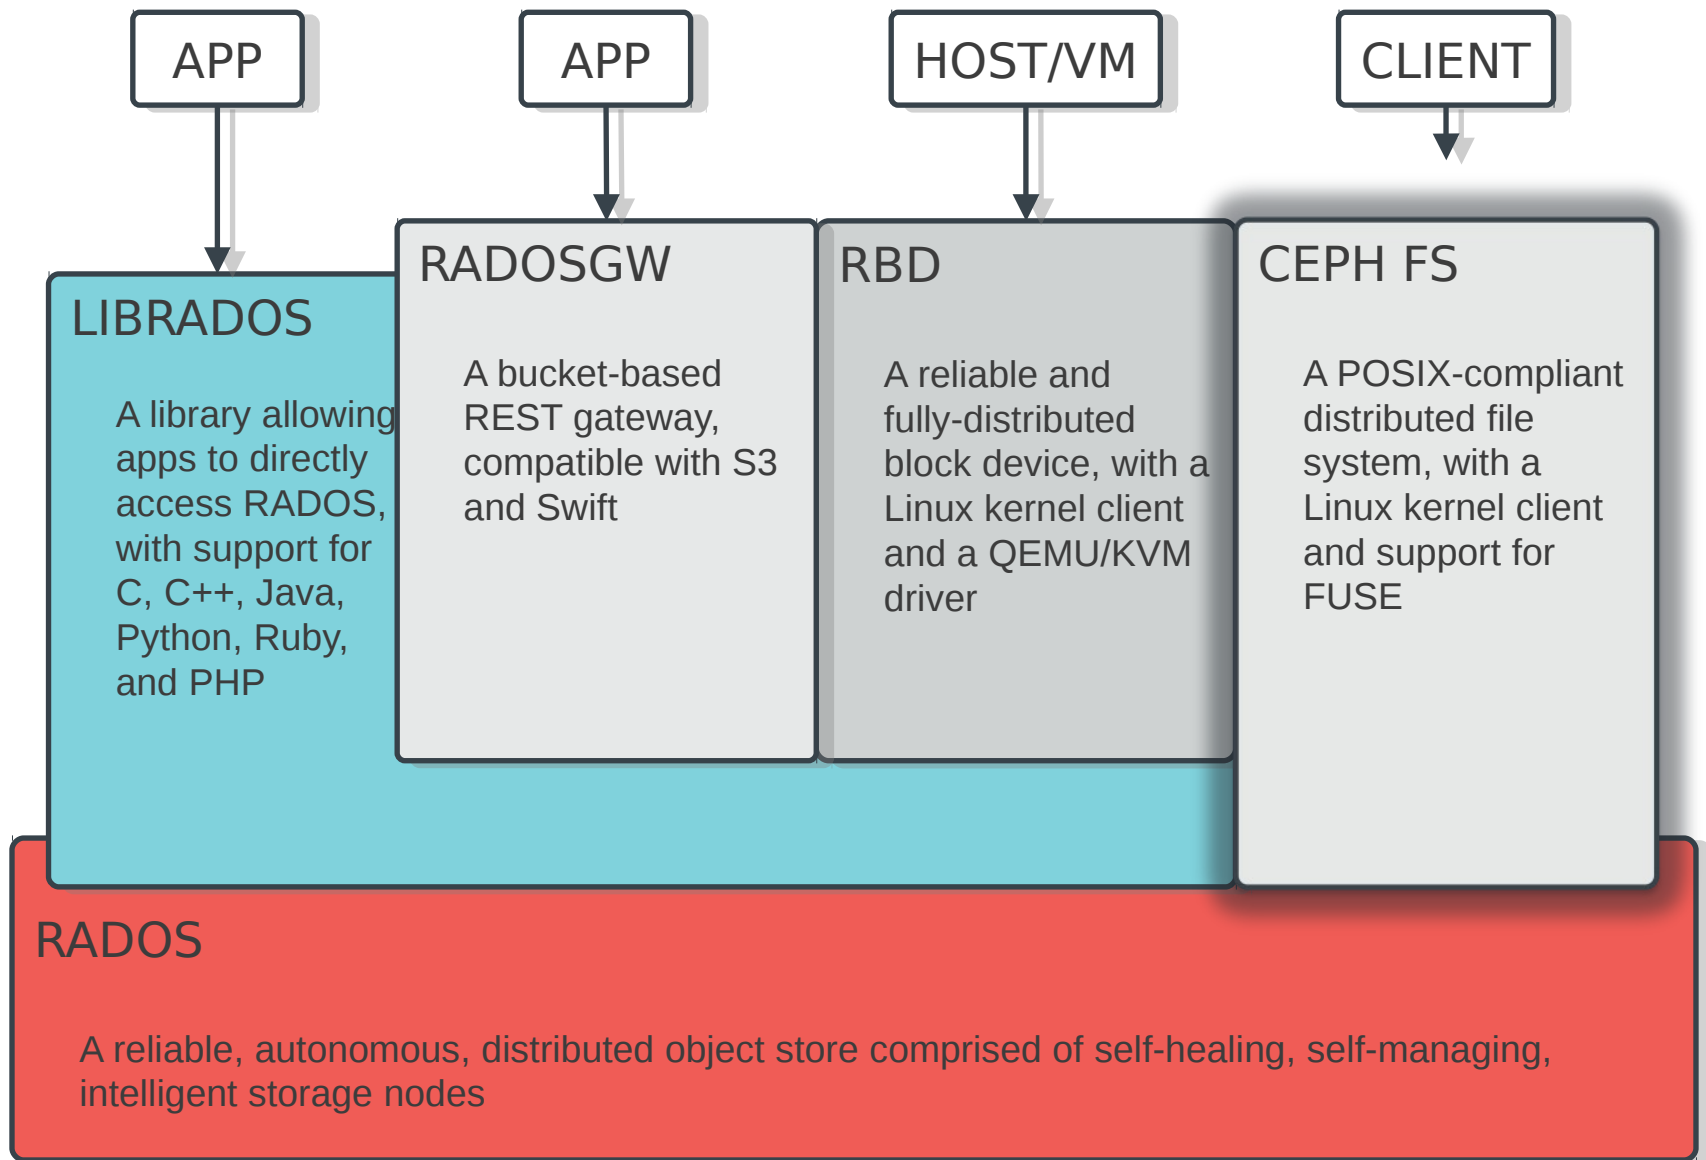 APP
APP
HOST/VM
CLIENT
LIBRADOS
A library allowing
apps to directly
access RADOS,
with support for
C, C++, Java,
Python, Ruby,
and PHP
RADOSGW
A bucket-based
REST gateway,
compatible with S3
and Swift
RBD
A reliable and
fully-distributed
block device, with a
Linux kernel client
and a QEMU/KVM
driver
CEPH FS
A POSIX-compliant
distributed file
system, with a
Linux kernel client
and support for
FUSE
RADOS
A reliable, autonomous, distributed object store comprised of self-healing, self-managing,
intelligent storage nodes